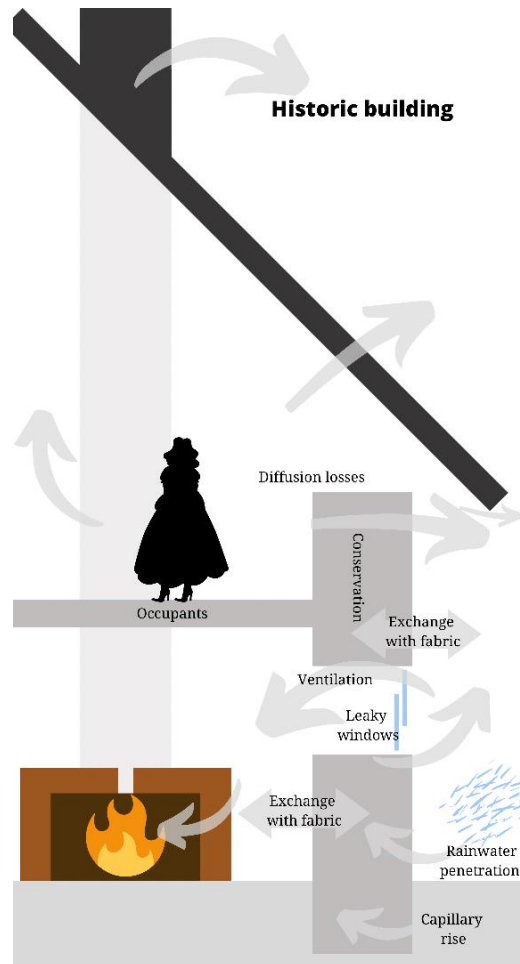 Historic building
Diffusion losses
Conservation
Occupants
Exchange
with fabric
Ventilation
Leaky
windows
Exchange
with fabric
Rainwater
penetration
Capillary
rise